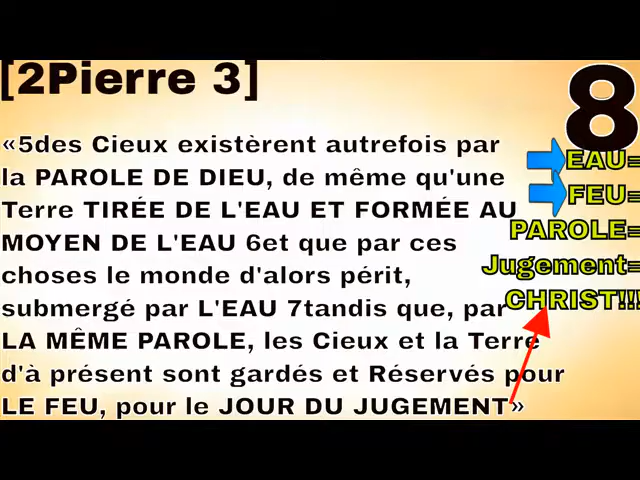 [2Pierre 3]
8
«5des Cieux existèrent autrefois par
la PAROLE DE DIEU, de même qu'une
Terre TIRÉE DE L'EAU ET FORMÉE AU
MOYEN DE L'EAU 6et que par ces
choses le monde d'alors périt,
submergé par L'EAU 7tandis que, par
LA MÊME PAROLE, les Cieux et la Terre
d'à présent sont gardés et Réservés pour
LE FEU, pour le JOUR DU JUGEMENT»
EAU=
FEU=
PAROLE=
Jugement=
CHRIST!!!